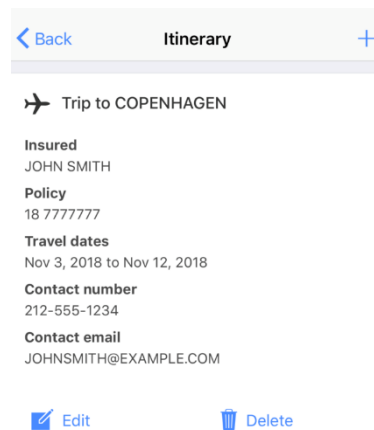 Back Itinerary +
Trip to COPENHAGEN
Insured
JOHN SMITH
Policy
18 7777777
Travel dates
Nov 3, 2018 to Nov 12, 2018
Contact number
212-555-1234
Contact email
JOHNSMITH@EXAMPLE.COM
Edit Delete